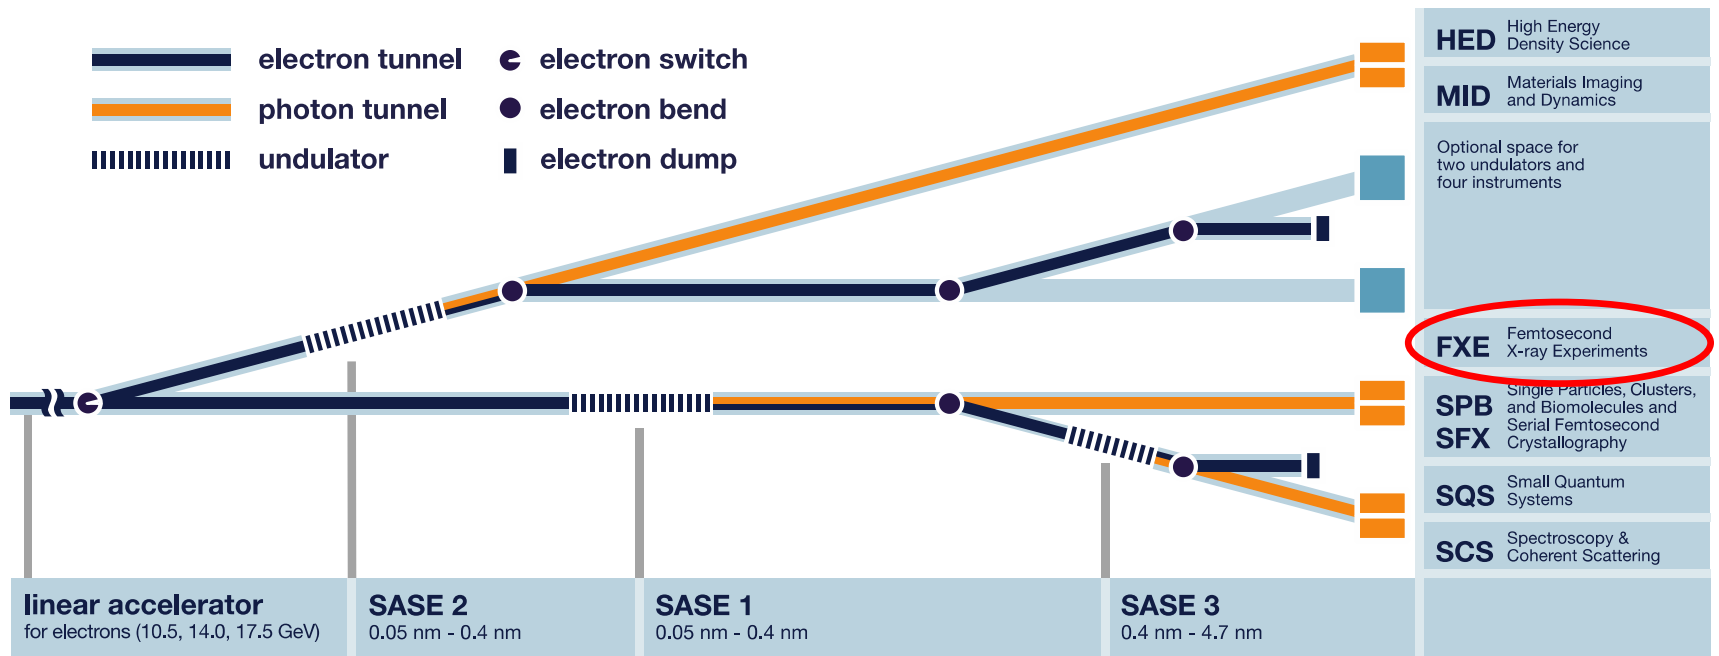 electron tunnel
electron switch
photon tunnel
electron bend
undulator
electron dump
HED High Energy
Density Science
MID Materials Imaging
and Dynamics
Optional space for
two undulators and
four instruments
FXE Femtosecond
X-ray Experiments
SPB Single Particles, Clusters,
and Biomolecules and
SFX Serial Femtosecond
Crystallography
SQS Small Quantum
Systems
SCS Spectroscopy &
Coherent Scattering
linear accelerator
for electrons (10.5, 14.0, 17.5 GeV)
SASE 2
0.05 nm - 0.4 nm
SASE 1
0.05 nm - 0.4 nm
SASE 3
0.4 nm - 4.7 nm